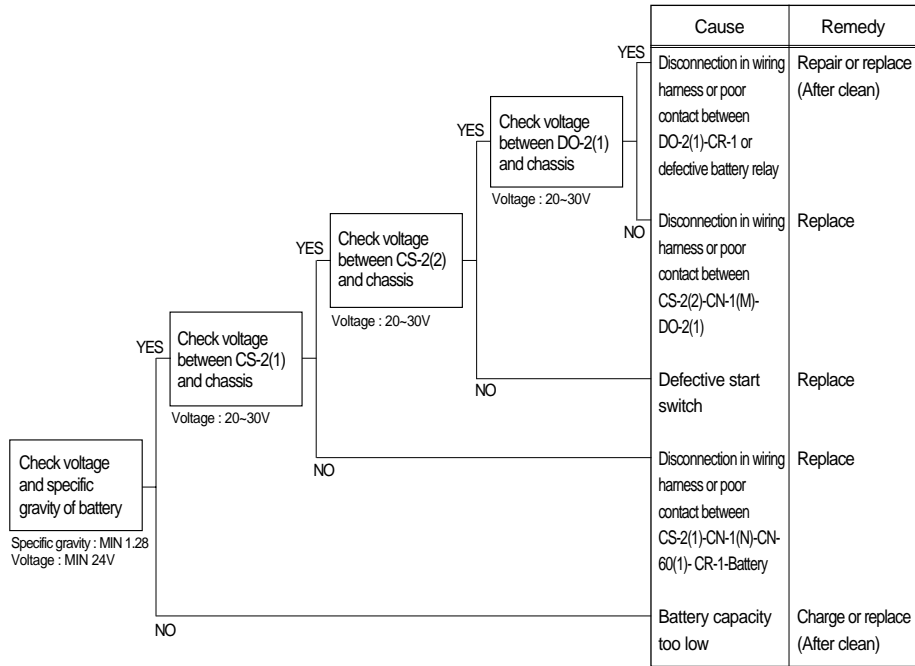 Cause
Remedy
YES
Disconnection in wiring
harness or poor
contact between
DO-2(1)-CR-1 or
defective battery relay
Repair or replace
(After clean)
YES
Check voltage
between DO-2(1)
and chassis
Voltage : 20~30V
NO
Disconnection in wiring
harness or poor
contact between
CS-2(2)-CN-1(M)-
DO-2(1)
Replace
YES
Check voltage
between CS-2(2)
and chassis
Voltage : 20~30V
NO
Defective start
switch
Replace
YES
Check voltage
between CS-2(1)
and chassis
Voltage : 20~30V
NO
Disconnection in wiring
harness or poor
contact between
CS-2(1)-CN-1(N)-CN-
60(1)- CR-1-Battery
Replace
Check voltage
and specific
gravity of battery
Specific gravity : MIN 1.28
Voltage : MIN 24V
NO
Battery capacity
too low
Charge or replace
(After clean)